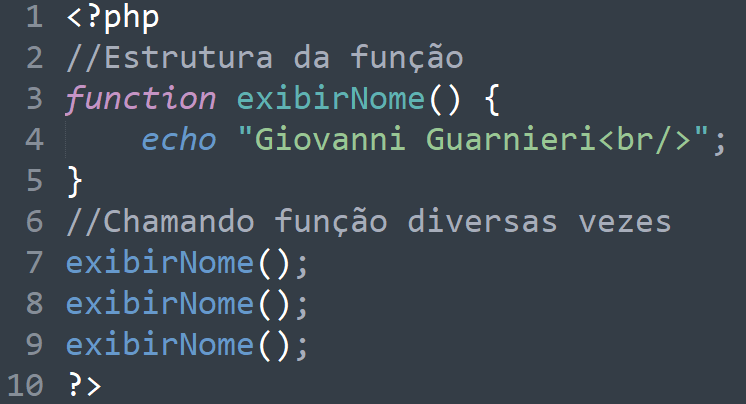 1 <?php
2 //Estrutura da função
3 function exibirNome() {
4     echo "Giovanni Guarnieri<br/>";
5 }
6 //Chamando função diversas vezes
7 exibirNome();
8 exibirNome();
9 exibirNome();
10 ?>